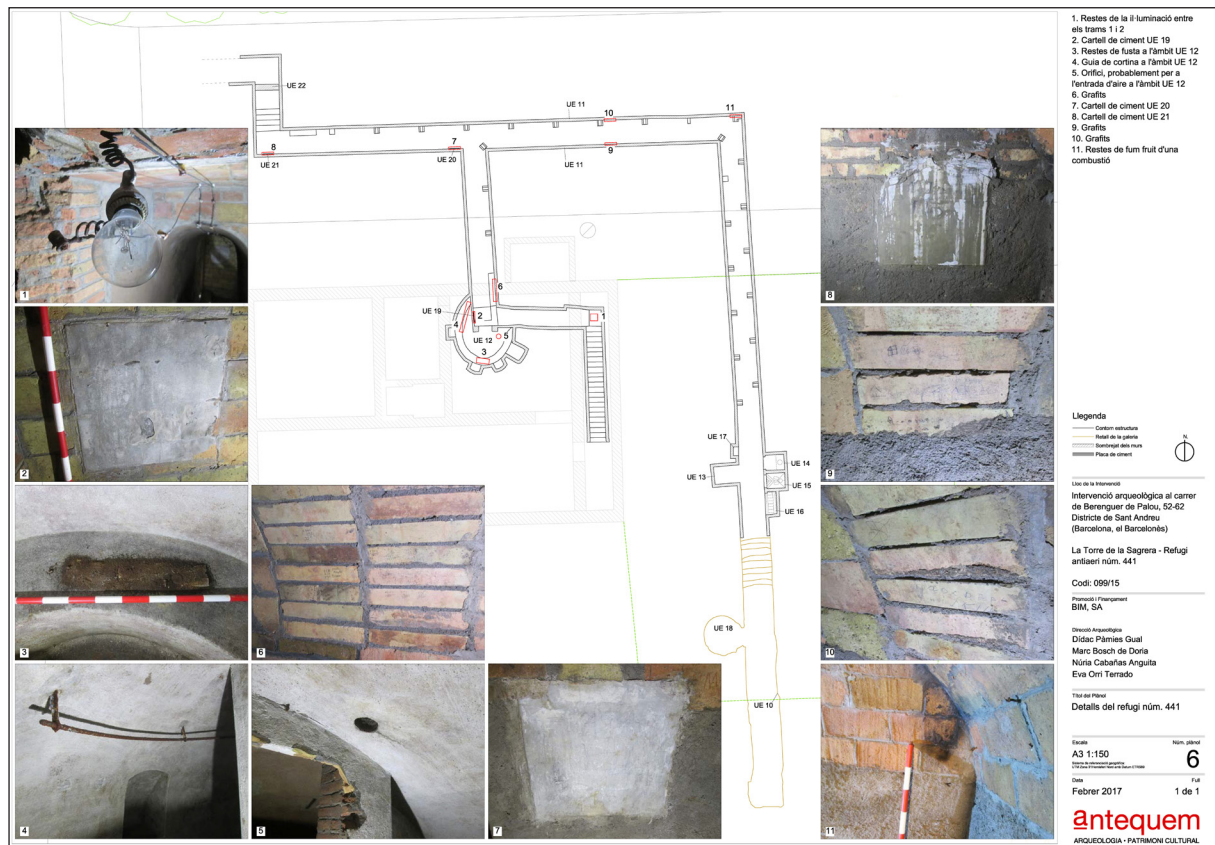 1. Restes de la il·luminació entre
els trams 1 i 2
2. Cartell de ciment UE 19
3. Restes de fusta a l'àmbit UE 12
4. Guia de cortina a l'àmbit UE 12
5. Orifici, probablement per a
l'entrada d'aire a l'àmbit UE 12
6. Grafits
7. Cartell de ciment UE 20
8. Cartell de ciment UE 21
9. Grafits
10. Grafits
11. Restes de fum fruit d'una
combustió
UE 22
UE 11
10
11
8
7
UE 21
UE 20
UE 11
9
6
UE 19
2
1
4
UE 12
5
3
UE 17
UE 14
UE 13
UE 15
UE 16
UE 18
UE 10
1
2
3
4
5
6
7
8
9
10
11
Llegenda
Contorn estructura
Retall de la galeria
Sombrejat dels murs
Placa de ciment
N.
Lloc de la Intervenció
Intervenció arqueològica al carrer
de Berenguer de Palou, 52-62
Districte de Sant Andreu
(Barcelona, el Barcelonès)
La Torre de la Sagrera - Refugi
antiaeri núm. 441
Codi: 099/15
Promoció i Finançament
BIM, SA
Direcció Arqueològica
Dídac Pàmies Gual
Marc Bosch de Doria
Núria Cabañas Anguita
Eva Orri Terrado
Títol del Plànol
Detalls del refugi núm. 441
Escala
Núm. plànol
A3 1:150
6
Data
Full
Febrer 2017
1 de 1
antequem
ARQUEOLOGIA · PATRIMONI CULTURAL